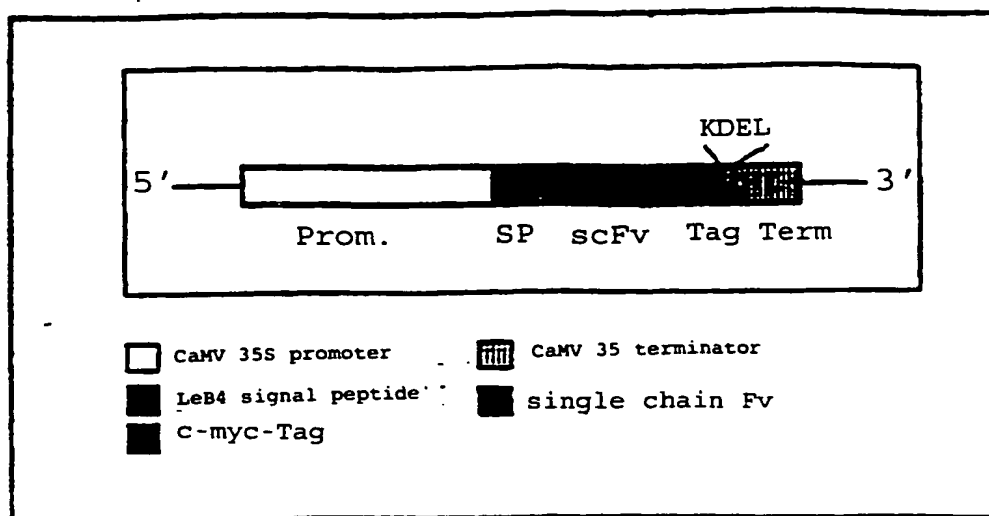 KDEL
5' 3'
Prom. SP scFv Tag Term
CaMV 35S promoter CaMV 35 terminator
LeB4 signal peptide single chain Fv
c-myc-Tag